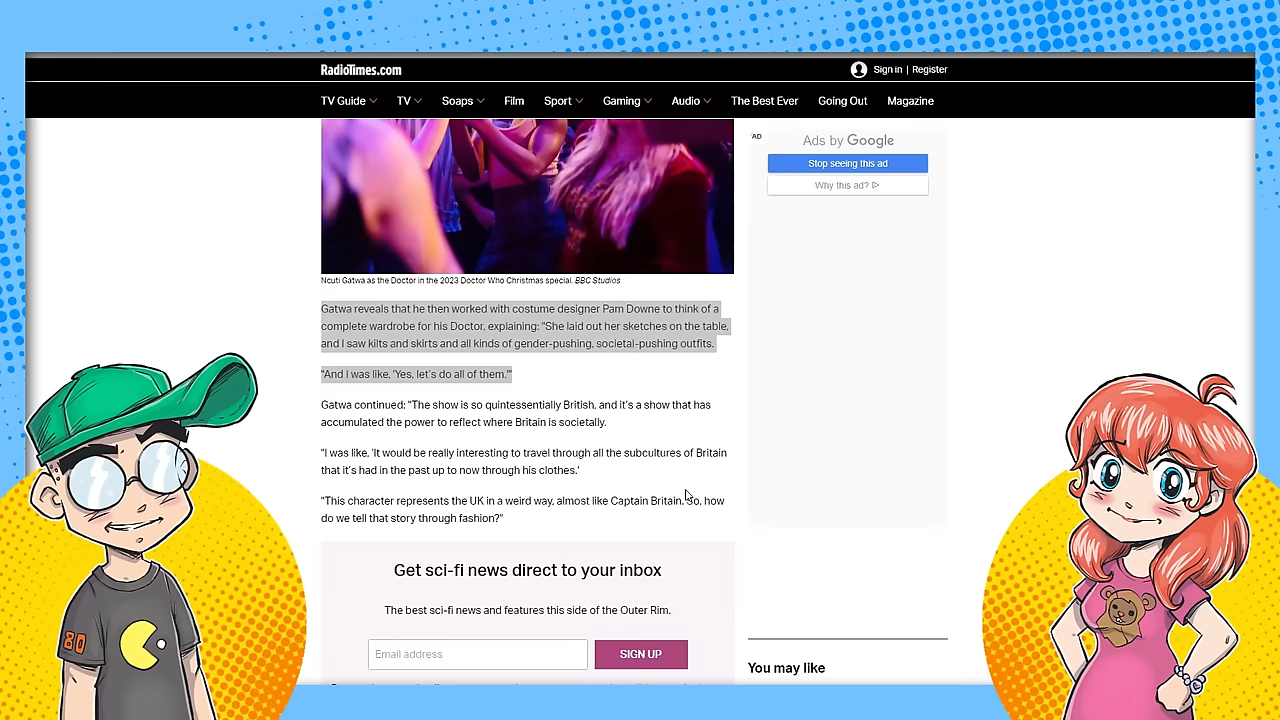 RadioTimes.com
Sign in | Register
TV Guide TV Soaps Film Sport Gaming Audio The Best Ever Going Out Magazine
AD
Ads by Google
Stop seeing this ad
Why this ad?
Ncuti Gatwa as the Doctor in the 2023 Doctor Who Christmas special. BBC Studios
Gatwa reveals that he then worked with costume designer Pam Downe to think of a
complete wardrobe for his Doctor, explaining: "She laid out her sketches on the table,
and I saw kilts and skirts and all kinds of gender-pushing, societal-pushing outfits.
"And I was like, 'Yes, let's do all of them.'"
Gatwa continued: "The show is so quintessentially British, and it's a show that has
accumulated the power to reflect where Britain is societally.
"I was like, 'It would be really interesting to travel through all the subcultures of Britain
that it's had in the past up to now through his clothes.'
"This character represents the UK in a weird way, almost like Captain Britain. So, how
do we tell that story through fashion?"
Get sci-fi news direct to your inbox
The best sci-fi news and features this side of the Outer Rim.
Email address
SIGN UP
You may like
80